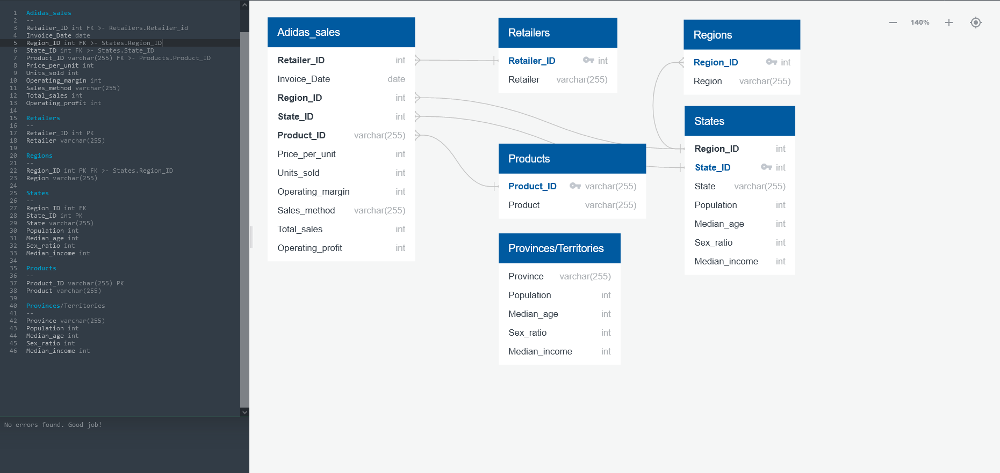 1 Adidas_sales
2 --
3 Retailer_ID int FK >- Retailers.Retailer_id
4 Invoice_Date date
5 Region_ID int FK >- States.Region_ID
6 State_ID int FK >- States.State_ID
7 Product_ID varchar(255) FK >- Products.Product_ID
8 Price_per_unit int
9 Units_sold int
10 Operating_margin int
11 Sales_method varchar(255)
12 Total_sales int
13 Operating_profit int
14
15 Retailers
16 --
17 Retailer_ID int PK
18 Retailer varchar(255)
19
20 Regions
21 --
22 Region_ID int PK FK >- States.Region_ID
23 Region varchar(255)
24
25 States
26 --
27 Region_ID int FK
28 State_ID int PK
29 State varchar(255)
30 Population int
31 Median_age int
32 Sex_ratio int
33 Median_income int
34
35 Products
36 --
37 Product_ID varchar(255) PK
38 Product varchar(255)
39
40 Provinces/Territories
41 --
42 Province varchar(255)
43 Population int
44 Median_age int
45 Sex_ratio int
46 Median_income int
No errors found. Good job!
Adidas_sales
Retailer_ID int
Invoice_Date date
Region_ID int
State_ID int
Product_ID varchar(255)
Price_per_unit int
Units_sold int
Operating_margin int
Sales_method varchar(255)
Total_sales int
Operating_profit int
Retailers
Retailer_ID int
Retailer varchar(255)
Products
Product_ID varchar(255)
Product varchar(255)
Provinces/Territories
Province varchar(255)
Population int
Median_age int
Sex_ratio int
Median_income int
Regions
Region_ID int
Region varchar(255)
States
Region_ID int
State_ID int
State varchar(255)
Population int
Median_age int
Sex_ratio int
Median_income int
140%